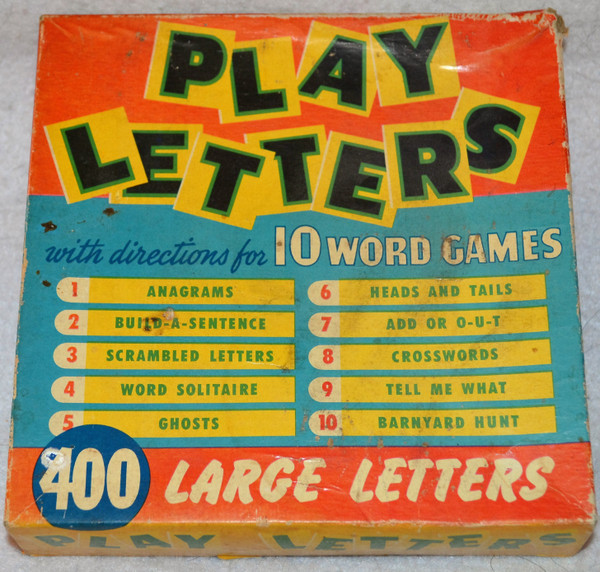 PLAY
LETTERS
with directions for 10 WORD GAMES
1 ANAGRAMS
2 BUILD-A-SENTENCE
3 SCRAMBLED LETTERS
4 WORD SOLITAIRE
5 GHOSTS
6 HEADS AND TAILS
7 ADD OR O-U-T
8 CROSSWORDS
9 TELL ME WHAT
10 BARNYARD HUNT
400 LARGE LETTERS
PLAY LETTERS